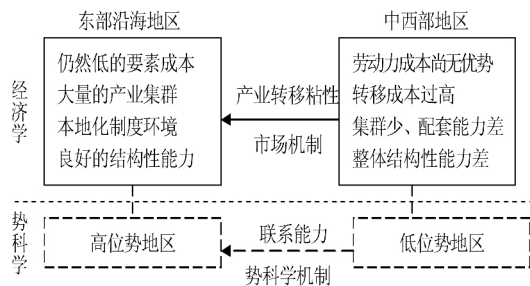 东部沿海地区
中西部地区
经济学
仍然低的要素成本
大量的产业集群
本地化制度环境
良好的结构性能力
产业转移粘性
市场机制
劳动力成本尚无优势
转移成本过高
集群少、配套能力差
整体结构性能力差
势科学
高位势地区
联系能力
势科学机制
低位势地区